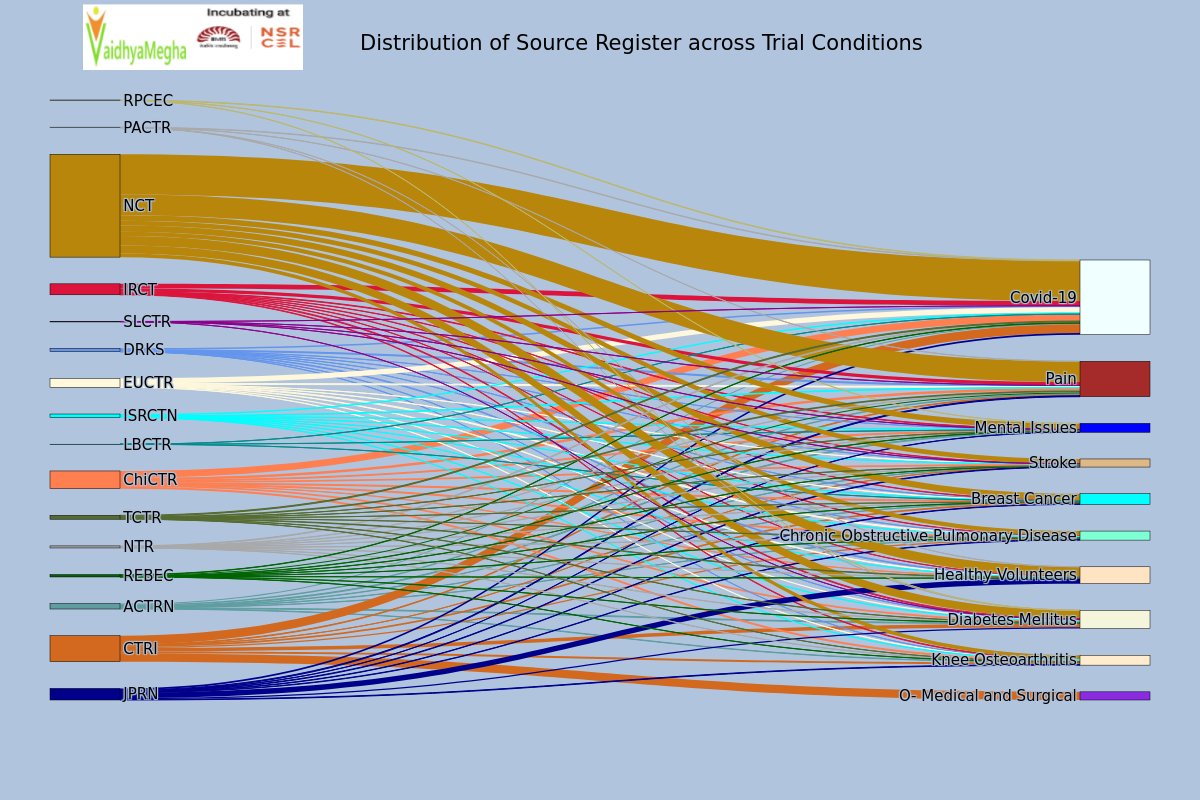 Incubating at
VaidhyaMegha
NSR
CEL
Distribution of Source Register across Trial Conditions
RPCEC
PACTR
NCT
IRCT
SLCTR
DRKS
EUCTR
ISRCTN
LBCTR
ChiCTR
TCTR
NTR
REBEC
ACTRN
CTRI
JPRN
Covid-19
Pain
Mental Issues
Stroke
Breast Cancer
Chronic Obstructive Pulmonary Disease
Healthy Volunteers
Diabetes Mellitus
Knee Osteoarthritis
O- Medical and Surgical